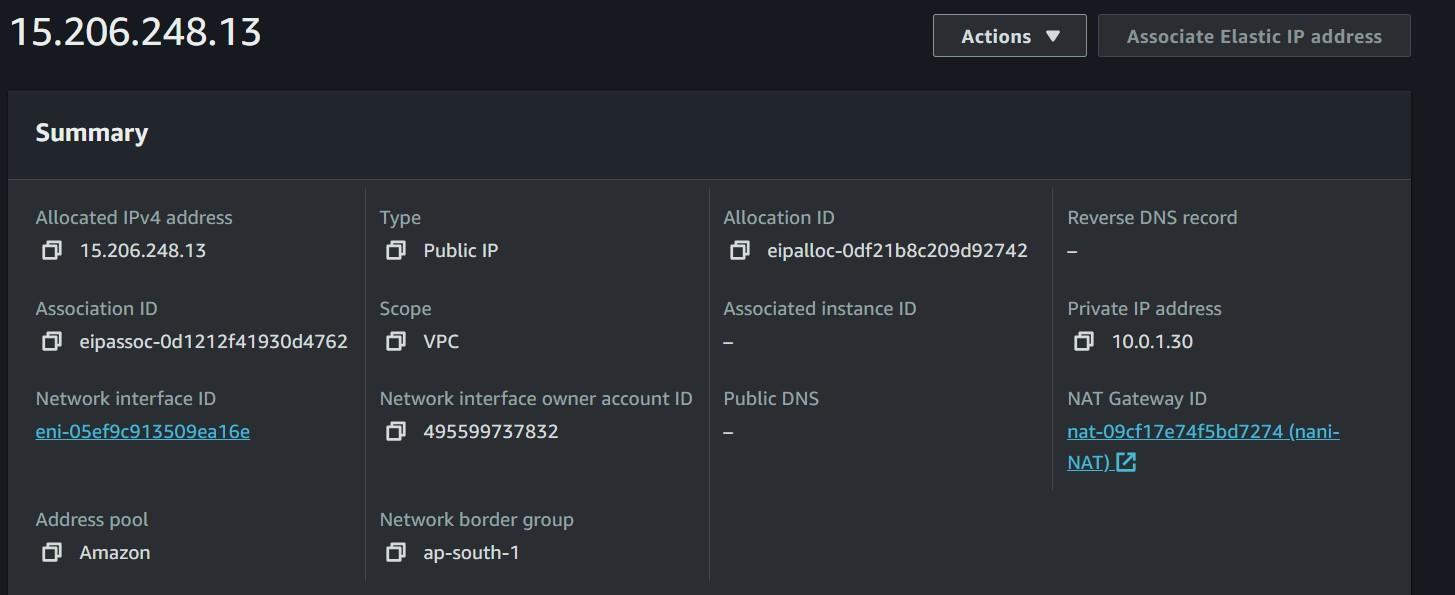 15.206.248.13
Actions
Associate Elastic IP address
Summary
Allocated IPv4 address
15.206.248.13
Type
Public IP
Allocation ID
eipalloc-0df21b8c209d92742
Reverse DNS record
–
Association ID
eipassoc-0d1212f41930d4762
Scope
VPC
Associated instance ID
–
Private IP address
10.0.1.30
Network interface ID
eni-05ef9c913509ea16e
Network interface owner account ID
495599737832
Public DNS
–
NAT Gateway ID
nat-09cf17e74f5bd7274 (nani-
NAT)
Address pool
Amazon
Network border group
ap-south-1